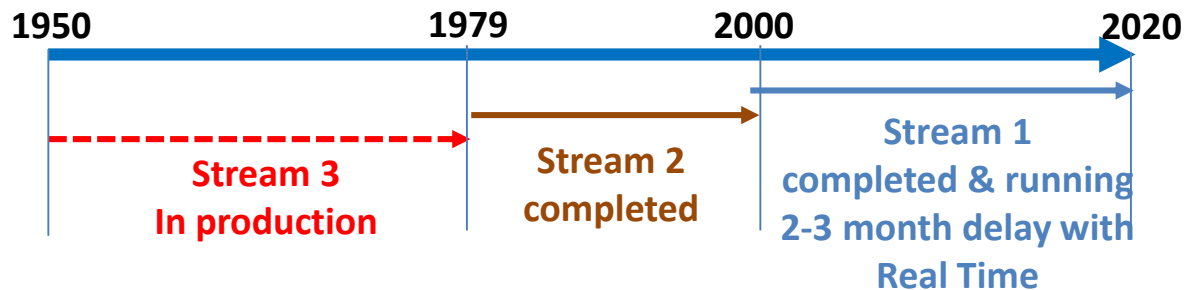 1950 1979 2000 2020
Stream 3
In production
Stream 2
completed
Stream 1
completed & running
2-3 month delay with
Real Time